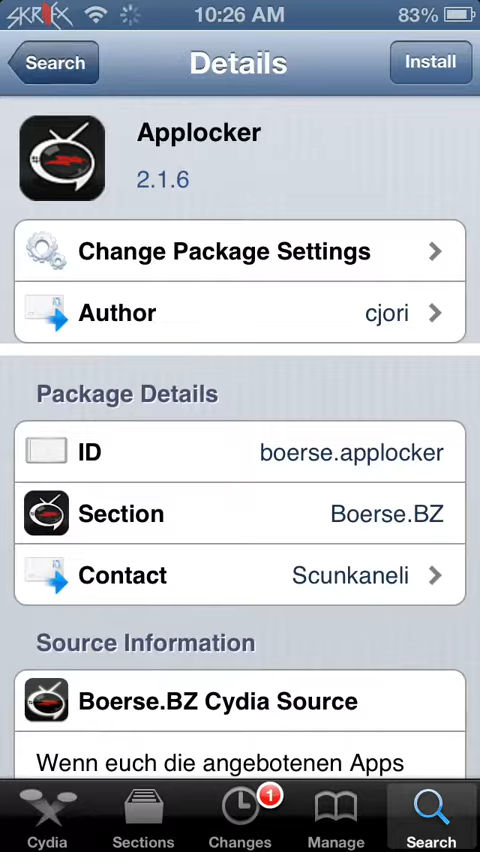 SKRILLEX 10:26 AM 83%
Search Details Install
Applocker
2.1.6
Change Package Settings
Author cjori
Package Details
ID boerse.applocker
Section Boerse.BZ
Contact Scunkaneli
Source Information
Boerse.BZ Cydia Source
Wenn euch die angebotenen Apps
1
Cydia Sections Changes Manage Search